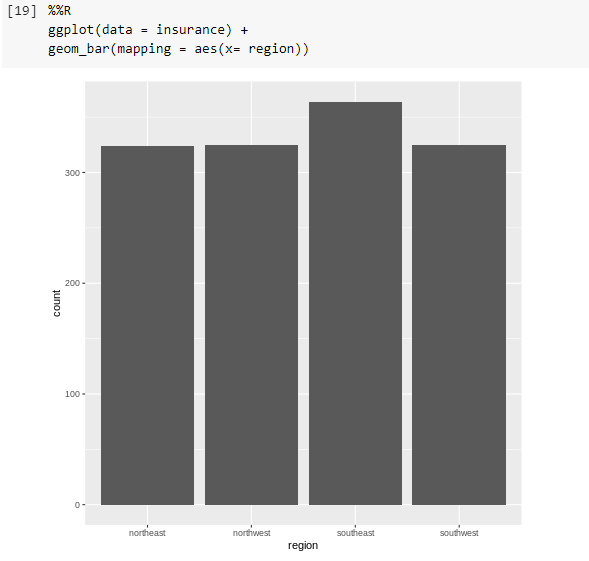 [19] %%R
ggplot(data = insurance) +
geom_bar(mapping = aes(x= region))
300
200
100
0
count
northeast northwest southeast southwest
region